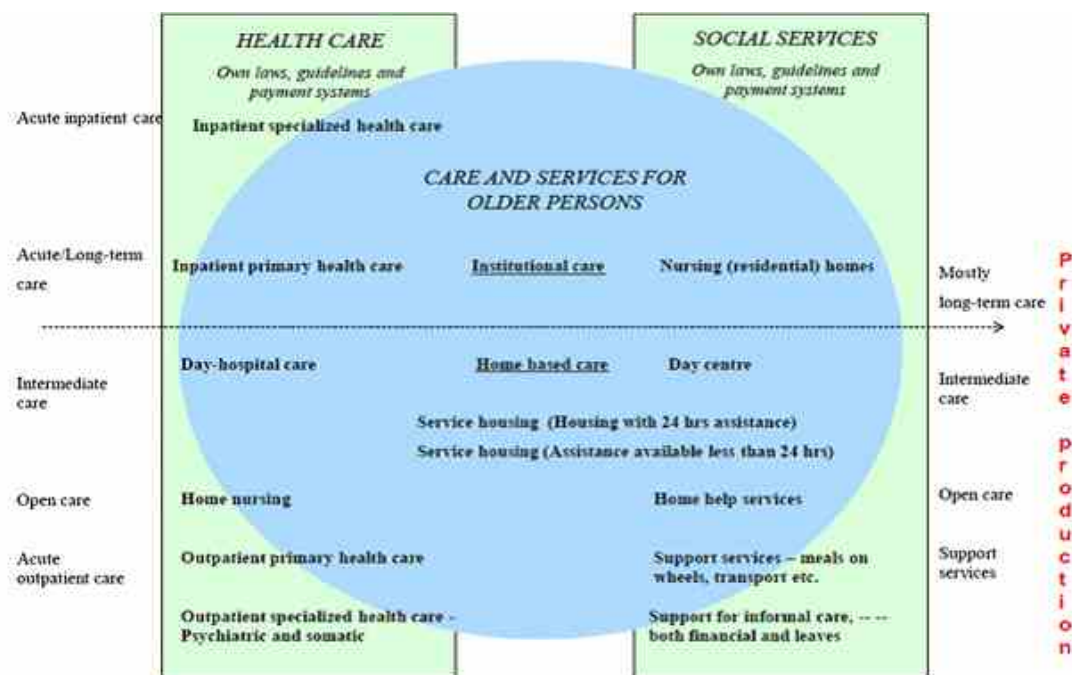 HEALTH CARE
Own laws, guidelines and
payment systems
SOCIAL SERVICES
Own laws, guidelines and
payment systems
Acute inpatient care
Inpatient specialized health care
CARE AND SERVICES FOR
OLDER PERSONS
Acute/Long-term
care
Inpatient primary health care
Institutional care
Nursing (residential) homes
Mostly
long-term care
Day-hospital care
Home based care
Day centre
Intermediate
care
Intermediate
care
Service housing (Housing with 24 hrs assistance)
Service housing (Assistance available less than 24 hrs)
Open care
Home nursing
Home help services
Open care
Acute
outpatient care
Outpatient primary health care
Support services – meals on
wheels, transport etc.
Support
services
Outpatient specialized health care -
Psychiatric and somatic
Support for informal care, -- --
both financial and leaves
Private production